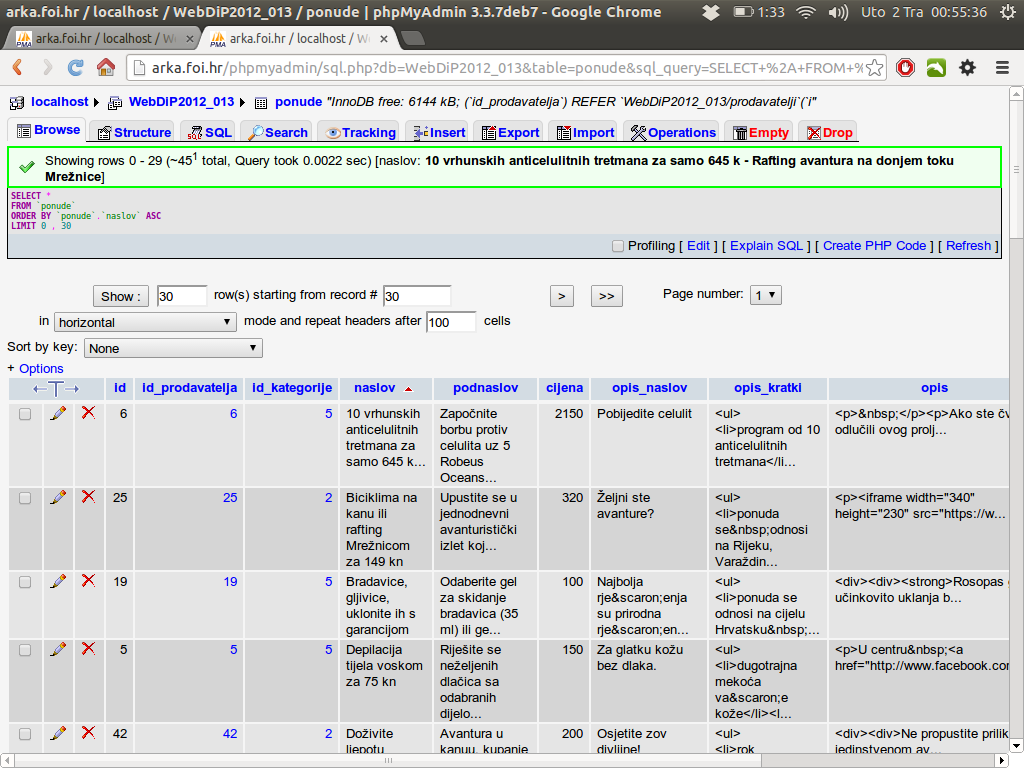 arka.foi.hr / localhost / WebDiP2012_013 / ponude | phpMyAdmin 3.3.7deb7 - Google Chrome 1:33 Uto 2 Tra 00:55:36
arka.foi.hr / localhost / We arka.foi.hr / localhost / We
arka.foi.hr/phpmyadmin/sql.php?db=WebDiP2012_013&table=ponude&sql_query=SELECT+%2A+FROM+%
localhost WebDiP2012_013 ponude "InnoDB free: 6144 kB; (`id_prodavatelja`) REFER `WebDiP2012_013/prodavatelji`(`i"
Browse Structure SQL Search Tracking Insert Export Import Operations Empty Drop
Showing rows 0 - 29 (~45¹ total, Query took 0.0022 sec) [naslov: 10 vrhunskih anticelulitnih tretmana za samo 645 k - Rafting avantura na donjem toku
Mrežnice]
SELECT *
FROM `ponude`
ORDER BY `ponude`.`naslov` ASC
LIMIT 0 , 30
Profiling [ Edit ] [ Explain SQL ] [ Create PHP Code ] [ Refresh ]
Show : 30 row(s) starting from record # 30 > >> Page number: 1
in horizontal mode and repeat headers after 100 cells
Sort by key: None
+ Options
id id_prodavatelja id_kategorije naslov podnaslov cijena opis_naslov opis_kratki opis
6 6 5 10 vrhunskih Započnite 2150 Pobijedite celulit <ul> <p>&nbsp;</p><p>Ako ste čv
anticelulitnih borbu protiv <li>program od 10 odlučili ovog prolj...
tretmana za celulita uz 5 anticelulitnih
samo 645 k... Robeus tretmana</li...
Oceans...
25 25 2 Biciklima na Upustite se u 320 Željni ste <ul> <p><iframe width="340"
kanu ili jednodnevni avanture? <li>ponuda height="230" src="https://w...
rafting avanturistički se&nbsp;odnosi
Mrežnicom izlet koj... na Rijeku,
za 149 kn Varaždin...
19 19 5 Bradavice, Odaberite gel 100 Najbolja <ul> <div><div><strong>Rosopas
gljivice, za skidanje rje&scaron;enja <li>ponuda se učinkovito uklanja b...
uklonite ih s bradavica (35 su prirodna odnosi na cijelu
garancijom ml) ili ge... rje&scaron;en... Hrvatsku&nbsp;...
5 5 5 Depilacija Riješite se 150 Za glatku kožu <ul> <p>U centru&nbsp;<a
tijela voskom neželjenih bez dlaka. <li>dugotrajna href="http://www.facebook.com
za 75 kn dlačica sa mekoća
odabranih va&scaron;e
dijelo... kože</li><l...
42 42 2 Doživite Avantura u 200 Osjetite zov <ul> <div><div>Ne propustite prilik
ljepotu kanuu, kupanje divljine! <li>rok jedinstvenom av...